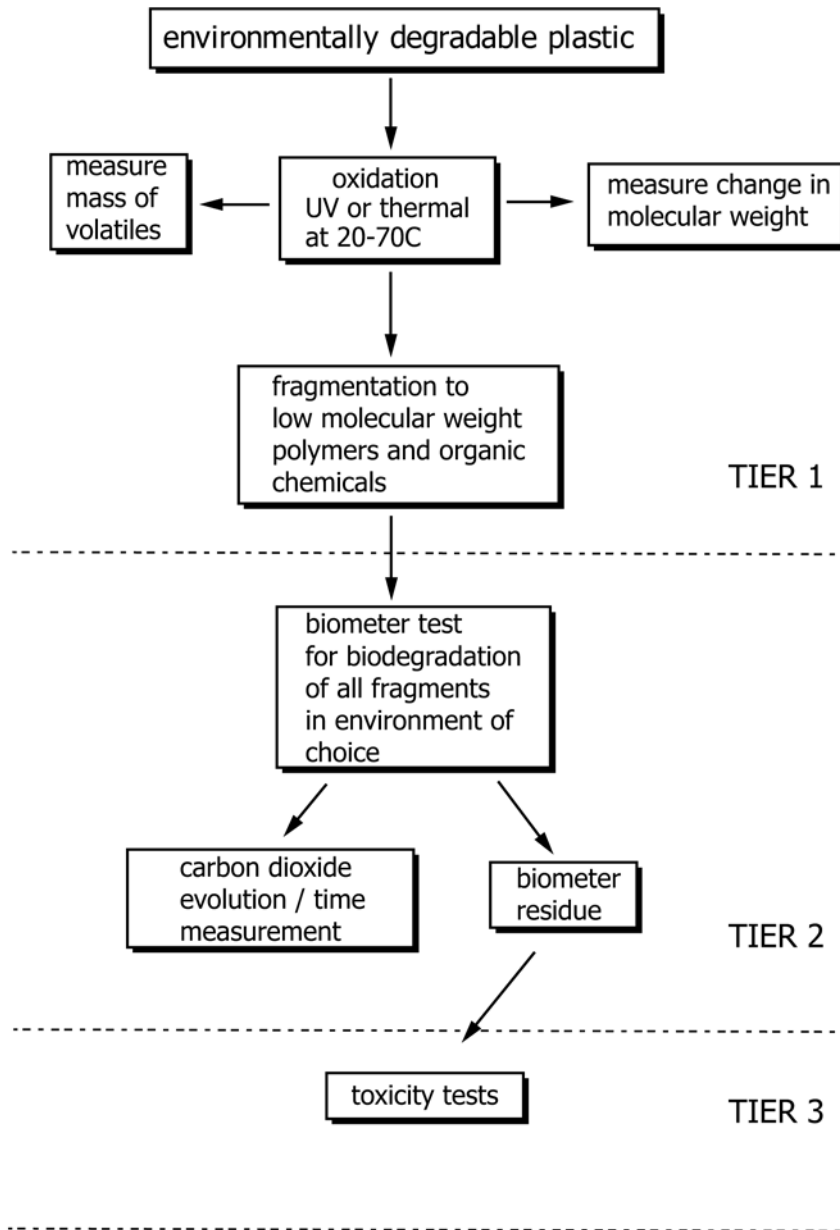 environmentally degradable plastic
measure
mass of
volatiles
oxidation
UV or thermal
at 20-70C
measure change in
molecular weight
fragmentation to
low molecular weight
polymers and organic
chemicals
TIER 1
biometer test
for biodegradation
of all fragments
in environment of
choice
carbon dioxide
evolution / time
measurement
biometer
residue
TIER 2
toxicity tests
TIER 3